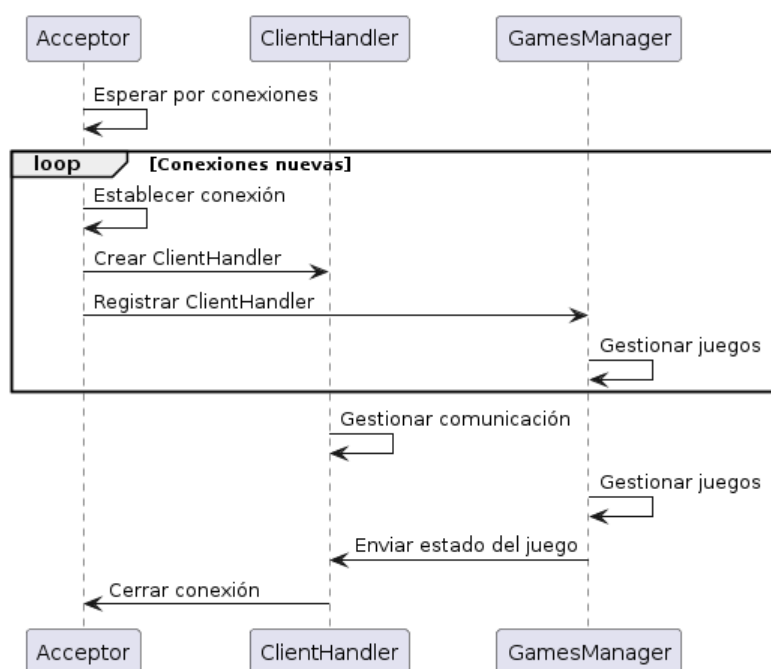 Acceptor ClientHandler GamesManager
Esperar por conexiones
loop [Conexiones nuevas]
Establecer conexión
Crear ClientHandler
Registrar ClientHandler
Gestionar juegos
Gestionar comunicación
Gestionar juegos
Enviar estado del juego
Cerrar conexión
Acceptor ClientHandler GamesManager